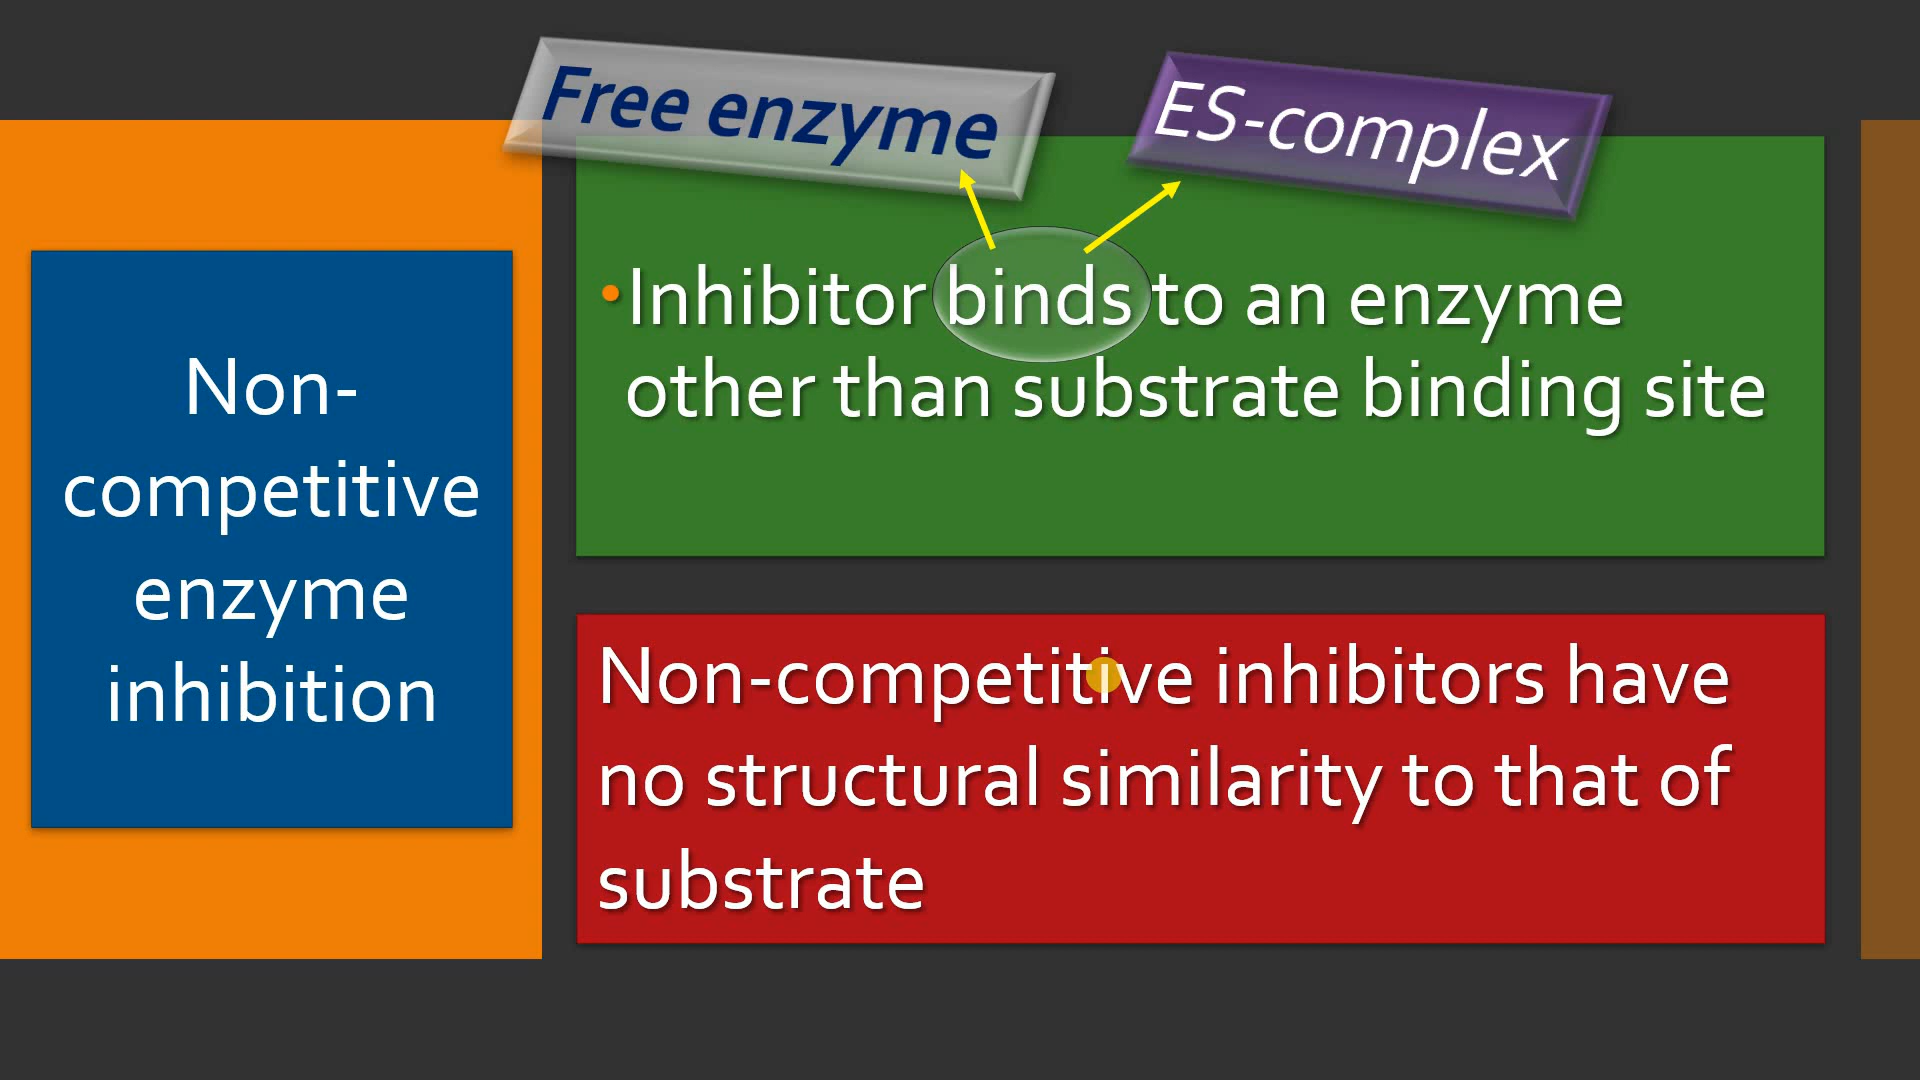 Free enzyme
ES-complex
Non-
competitive
enzyme
inhibition
•Inhibitor binds to an enzyme
other than substrate binding site
Non-competitive inhibitors have
no structural similarity to that of
substrate